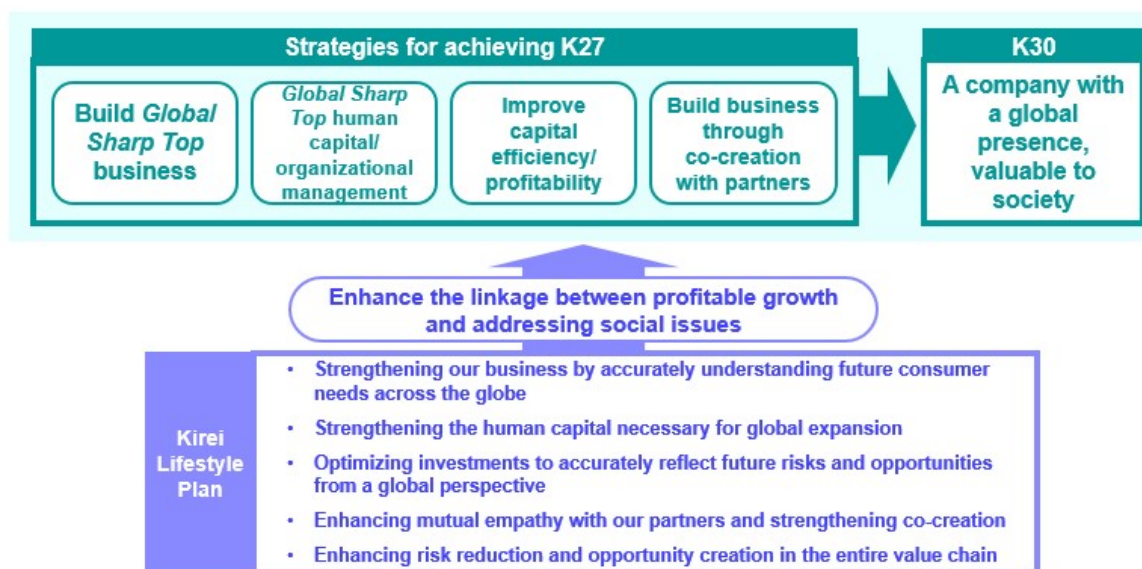 Strategies for achieving K27
Build Global
Sharp Top
business
Global Sharp
Top human
capital/
organizational
management
Improve
capital
efficiency/
profitability
Build business
through
co-creation
with partners
K30
A company with
a global
presence,
valuable to
society
Enhance the linkage between profitable growth
and addressing social issues
Kirei
Lifestyle
Plan
• Strengthening our business by accurately understanding future consumer
needs across the globe
• Strengthening the human capital necessary for global expansion
• Optimizing investments to accurately reflect future risks and opportunities
from a global perspective
• Enhancing mutual empathy with our partners and strengthening co-creation
• Enhancing risk reduction and opportunity creation in the entire value chain